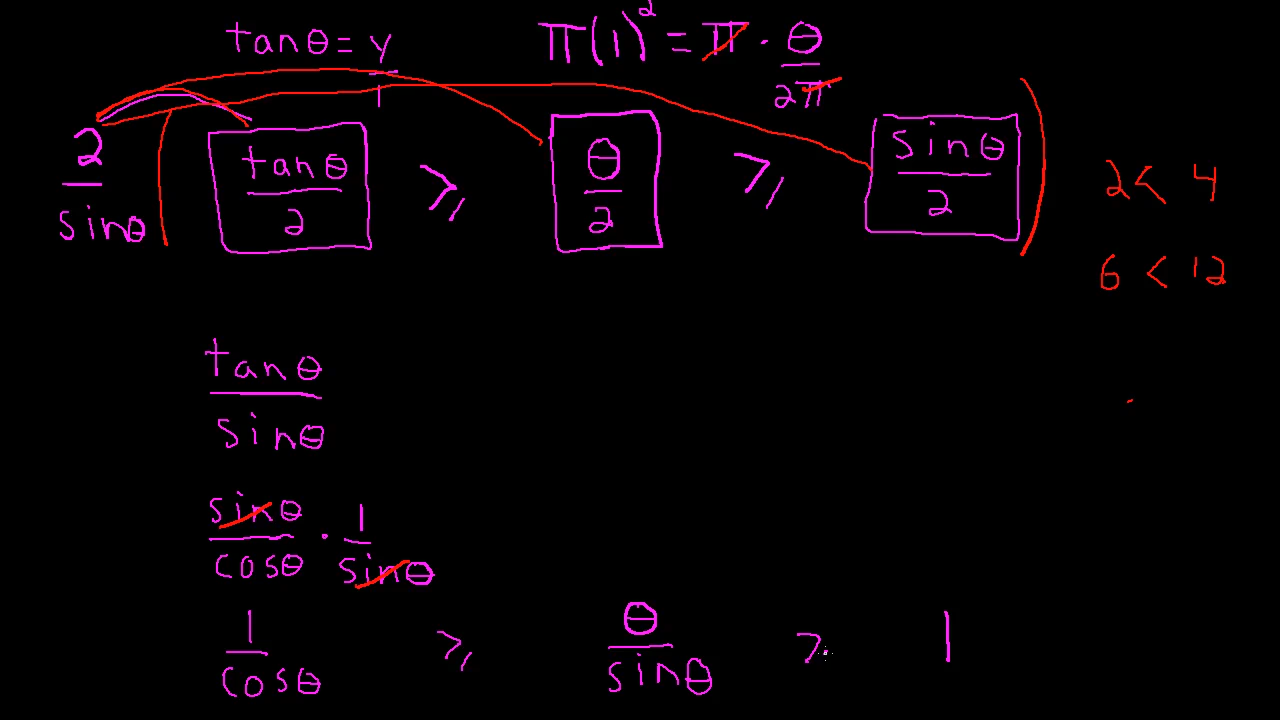 tanθ = y/1    π(1)² = π · θ/2π
2/sinθ ( tanθ/2 ≥ θ/2 ≥ sinθ/2 )    2 < 4
6 < 12
tanθ/sinθ
sinθ/cosθ · 1/sinθ
1/cosθ ≥ θ/sinθ ≥ 1